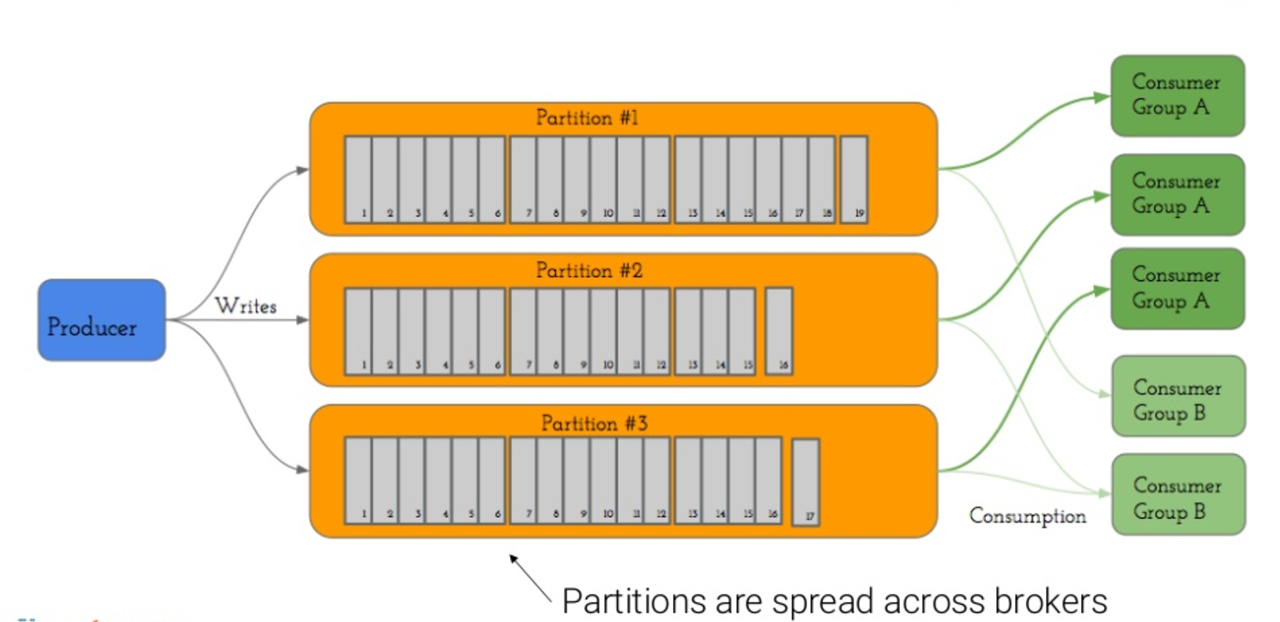 Producer
Writes
Partition #1
1 2 3 4 5 6 7 8 9 10 11 12 13 14 15 16 17 18 19
Partition #2
1 2 3 4 5 6 7 8 9 10 11 12 13 14 15 16
Partition #3
1 2 3 4 5 6 7 8 9 10 11 12 13 14 15 16 17
Consumer
Group A
Consumer
Group A
Consumer
Group A
Consumer
Group B
Consumer
Group B
Consumption
Partitions are spread across brokers